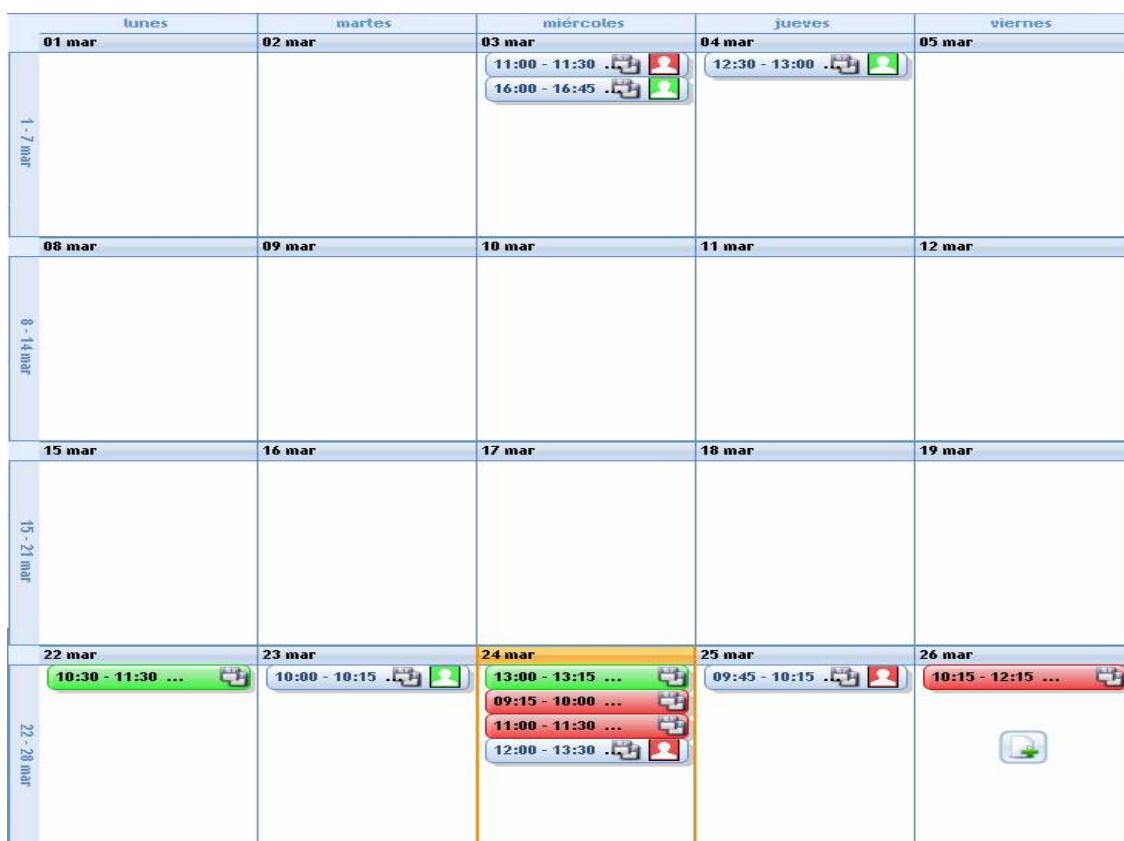 lunes martes miércoles jueves viernes
01 mar 02 mar 03 mar 04 mar 05 mar
1 - 7 mar
11:00 - 11:30 ... 12:30 - 13:00 ...
16:00 - 16:45 ...
08 mar 09 mar 10 mar 11 mar 12 mar
8 - 14 mar
15 mar 16 mar 17 mar 18 mar 19 mar
15 - 21 mar
22 mar 23 mar 24 mar 25 mar 26 mar
22 - 28 mar
10:30 - 11:30 ... 10:00 - 10:15 ... 13:00 - 13:15 ... 09:45 - 10:15 ... 10:15 - 12:15 ...
09:15 - 10:00 ...
11:00 - 11:30 ...
12:00 - 13:30 ...